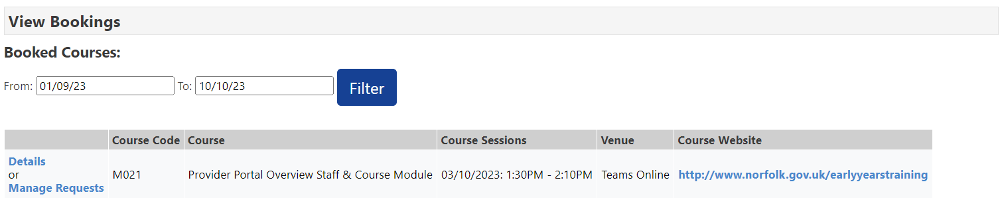 View Bookings
Booked Courses:
From: 01/09/23 To: 10/10/23 Filter
Course Code Course Course Sessions Venue Course Website
Details
or
Manage Requests
M021 Provider Portal Overview Staff & Course Module 03/10/2023: 1:30PM - 2:10PM Teams Online http://www.norfolk.gov.uk/earlyyearstraining